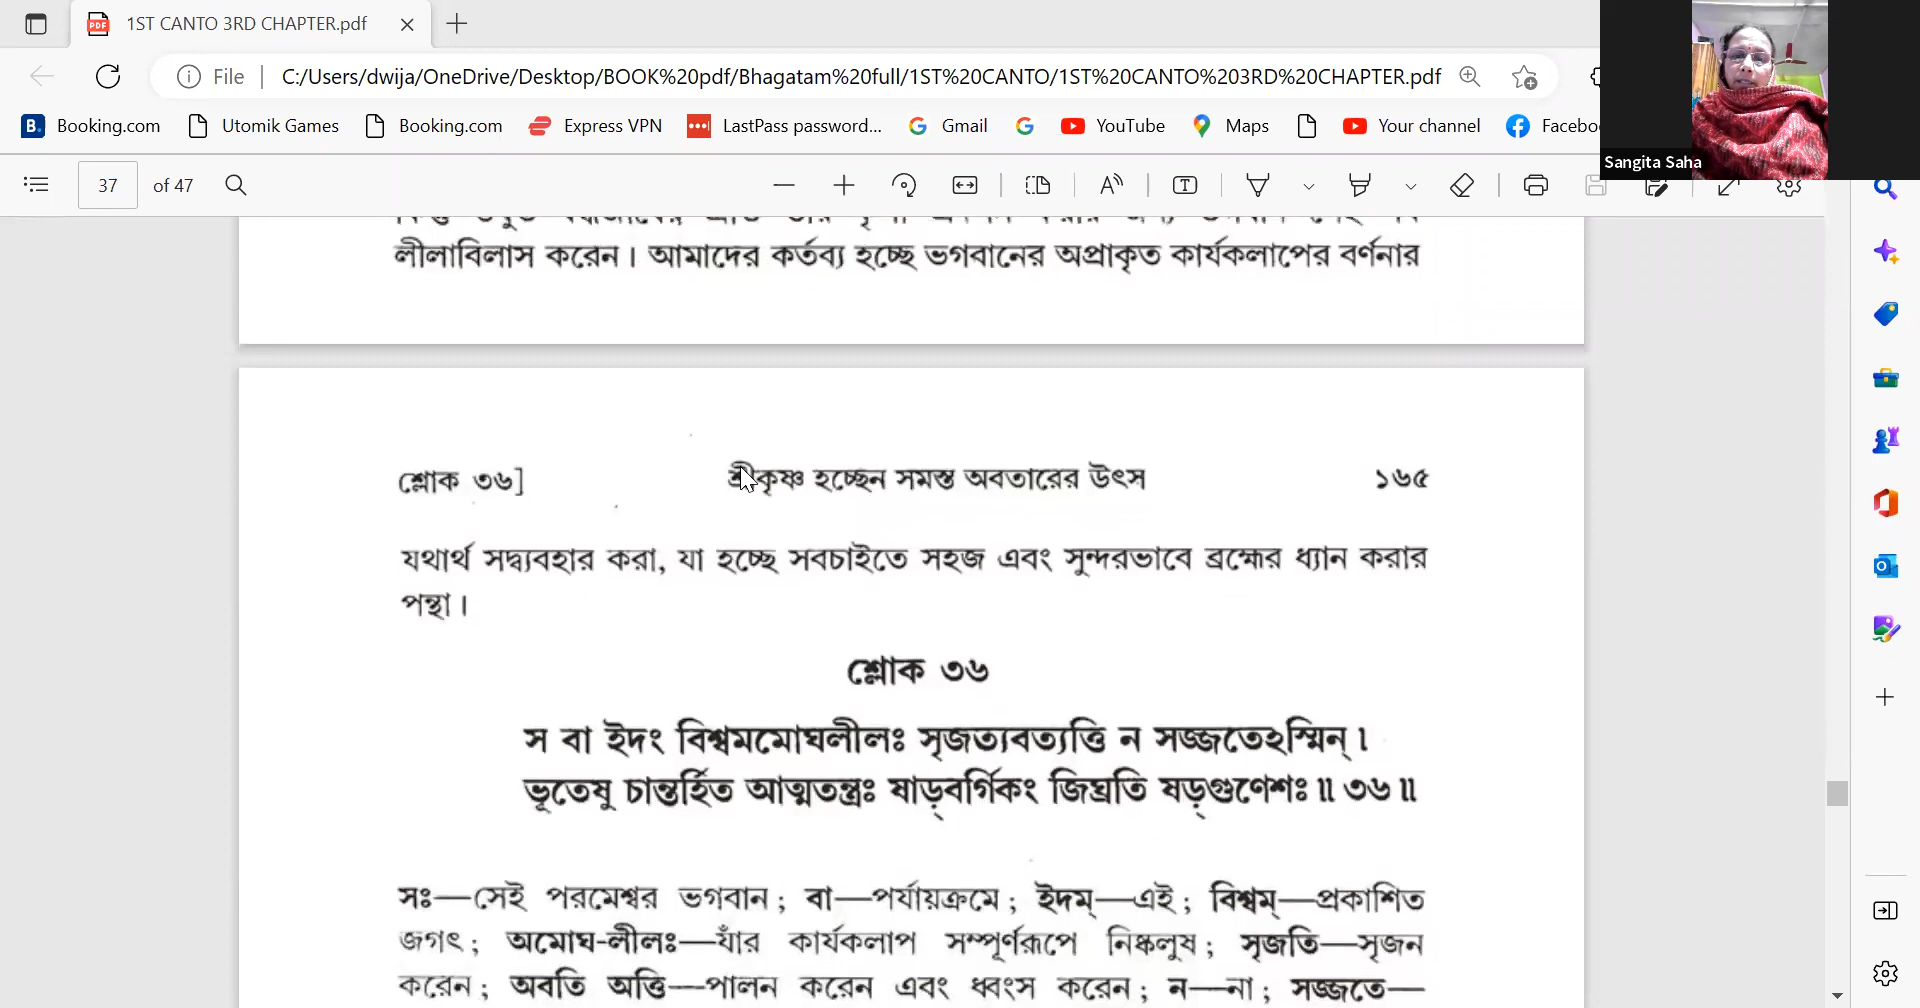 1ST CANTO 3RD CHAPTER.pdf
File C:/Users/dwija/OneDrive/Desktop/BOOK%20pdf/Bhagatam%20full/1ST%20CANTO/1ST%20CANTO%203RD%20CHAPTER.pdf
B. Booking.com Utomik Games Booking.com Express VPN LastPass password... Gmail YouTube Maps Your channel Facebo
Sangita Saha
37 of 47
লীলাবিলাস করেন। আমাদের কর্তব্য হচ্ছে ভগবানের অপ্রাকৃত কার্যকলাপের বর্ণনার
শ্লোক ৩৬] শ্রীকৃষ্ণ হচ্ছেন সমস্ত অবতারের উৎস ১৬৫
যথার্থ সদ্ব্যবহার করা, যা হচ্ছে সবচাইতে সহজ এবং সুন্দরভাবে ব্রহ্মের ধ্যান করার
পন্থা।
শ্লোক ৩৬
স বা ইদং বিশ্বমমোঘলীলঃ সৃজত্যবত্যত্তি ন সজ্জতেঽস্মিন্।
ভূতেষু চান্তর্হিত আত্মতন্ত্রঃ ষাড়্‌বর্গিকং জিঘ্রতি ষড়্‌গুণেশঃ॥ ৩৬॥
সঃ—সেই পরমেশ্বর ভগবান; বা—পর্যায়ক্রমে; ইদম্—এই; বিশ্বম্—প্রকাশিত
জগৎ; অমোঘ-লীলঃ—যাঁর কার্যকলাপ সম্পূর্ণরূপে নিষ্কলুষ; সৃজতি—সৃজন
করেন; অবতি অত্তি—পালন করেন এবং ধ্বংস করেন; ন—না; সজ্জতে—